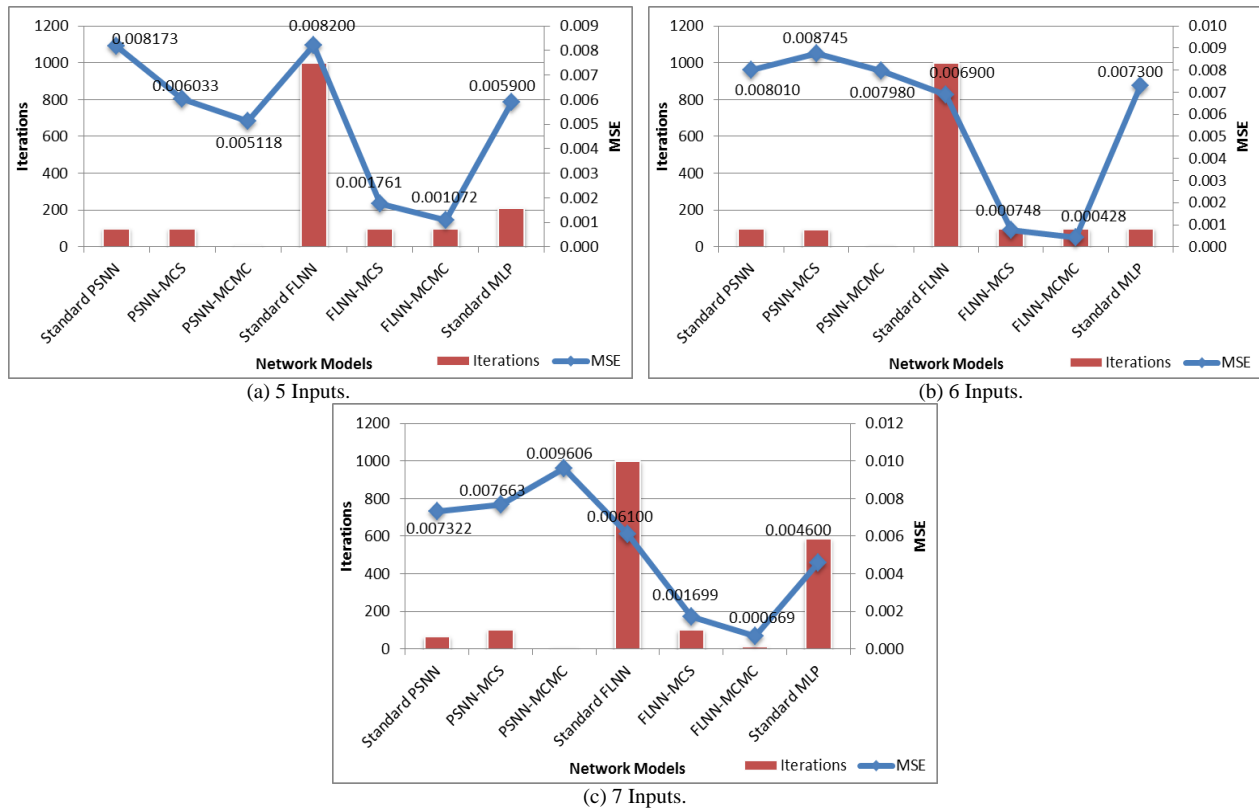 1200
1000
800
600
400
200
0
Iterations
0.009
0.008
0.007
0.006
0.005
0.004
0.003
0.002
0.001
0.000
MSE
0.008173
0.006033
0.005118
0.008200
0.001761
0.001072
0.005900
Standard PSNN
PSNN-MCS
PSNN-MCMC
Standard FLNN
FLNN-MCS
FLNN-MCMC
Standard MLP
Network Models
Iterations
MSE
(a) 5 Inputs.
1200
1000
800
600
400
200
0
Iterations
0.010
0.009
0.008
0.007
0.006
0.005
0.004
0.003
0.002
0.001
0.000
MSE
0.008010
0.008745
0.007980
0.006900
0.000748
0.000428
0.007300
Standard PSNN
PSNN-MCS
PSNN-MCMC
Standard FLNN
FLNN-MCS
FLNN-MCMC
Standard MLP
Network Models
Iterations
MSE
(b) 6 Inputs.
1200
1000
800
600
400
200
0
Iterations
0.012
0.010
0.008
0.006
0.004
0.002
0.000
MSE
0.007322
0.007663
0.009606
0.006100
0.001699
0.000669
0.004600
Standard PSNN
PSNN-MCS
PSNN-MCMC
Standard FLNN
FLNN-MCS
FLNN-MCMC
Standard MLP
Network Models
Iterations
MSE
(c) 7 Inputs.